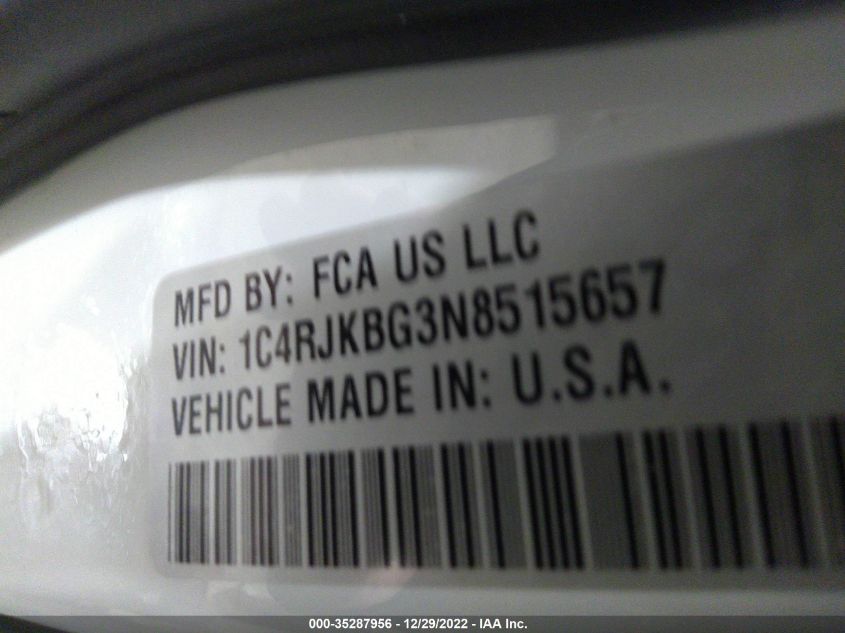 MFD BY: FCA US LLC
VIN: 1C4RJKBG3N8515657
VEHICLE MADE IN: U.S.A.
000-35287956 - 12/29/2022 - IAA Inc.